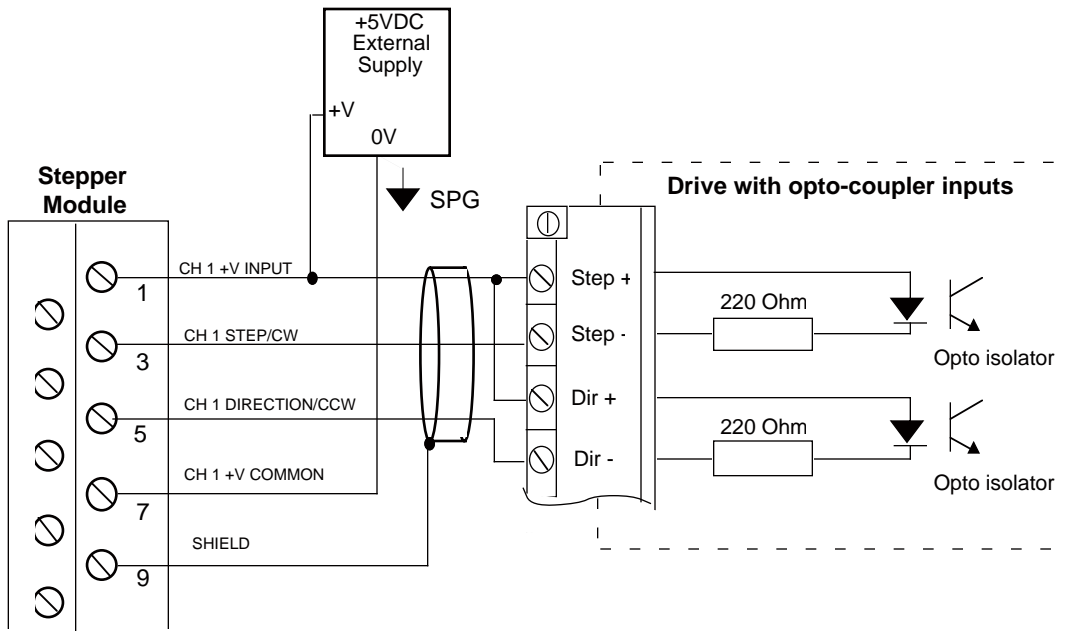 +5VDC
External
Supply
+V
0V
SPG
Stepper
Module
Drive with opto-coupler inputs
CH 1 +V INPUT
1
CH 1 STEP/CW
3
CH 1 DIRECTION/CCW
5
CH 1 +V COMMON
7
SHIELD
9
Step +
Step -
Dir +
Dir -
220 Ohm
Opto isolator
220 Ohm
Opto isolator